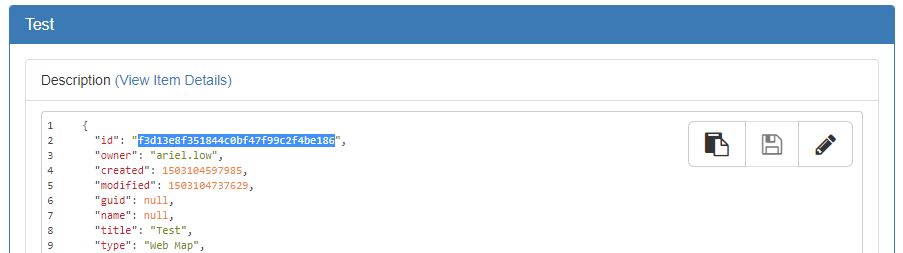 Test
Description (View Item Details)
1 {
2 "id": "f3d13e8f351844c0bf47f99c2f4be186",
3 "owner": "ariel.low",
4 "created": 1503104597985,
5 "modified": 1503104737629,
6 "guid": null,
7 "name": null,
8 "title": "Test",
9 "type": "Web Map",